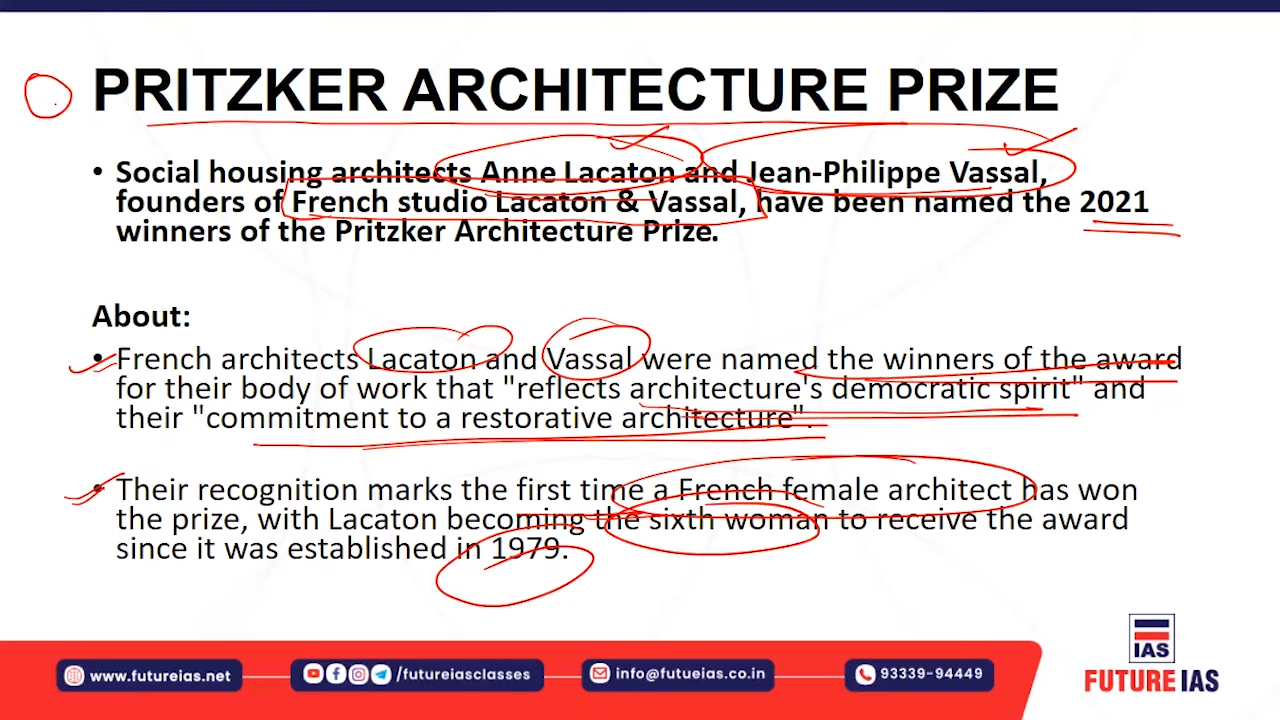 PRITZKER ARCHITECTURE PRIZE
• Social housing architects Anne Lacaton and Jean-Philippe Vassal,
founders of French studio Lacaton & Vassal, have been named the 2021
winners of the Pritzker Architecture Prize.
About:
• French architects Lacaton and Vassal were named the winners of the award
for their body of work that "reflects architecture's democratic spirit" and
their "commitment to a restorative architecture".
• Their recognition marks the first time a French female architect has won
the prize, with Lacaton becoming the sixth woman to receive the award
since it was established in 1979.
www.futureias.net
/futureiasclasses
info@futueias.co.in
93339-94449
IAS
FUTURE IAS